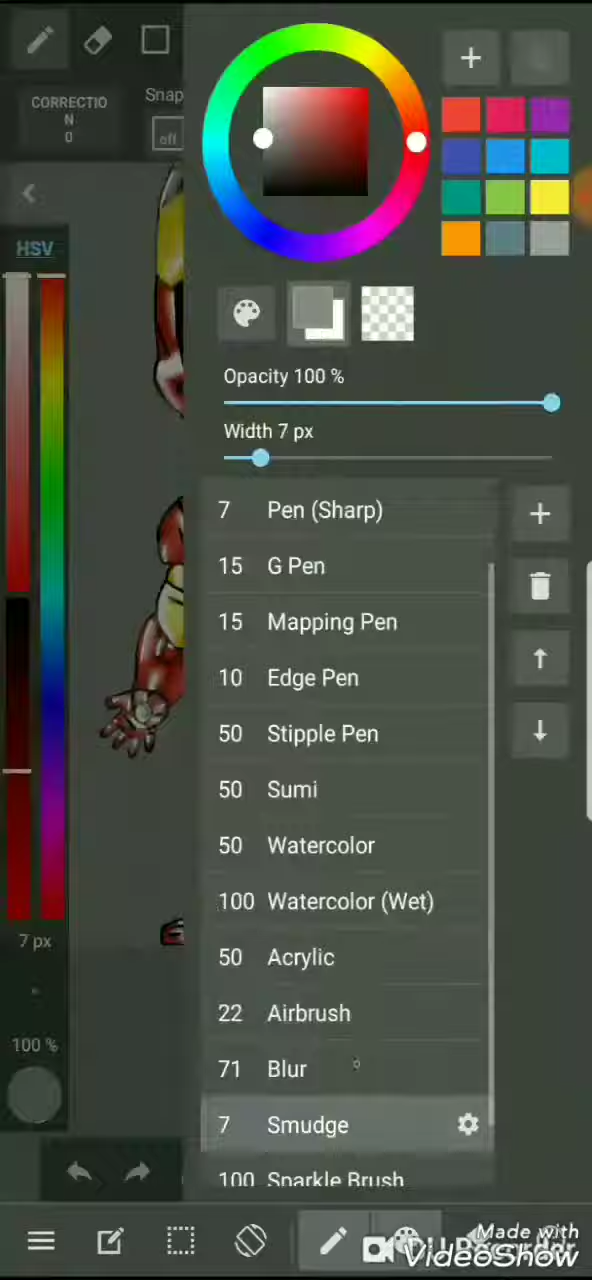 CORRECTIO
N
0
Snap
off
HSV
Opacity 100 %
Width 7 px
7 Pen (Sharp)
15 G Pen
15 Mapping Pen
10 Edge Pen
50 Stipple Pen
50 Sumi
50 Watercolor
100 Watercolor (Wet)
50 Acrylic
22 Airbrush
71 Blur
7 Smudge
100 Sparkle Brush
7 px
100 %
Made with
VideoShow